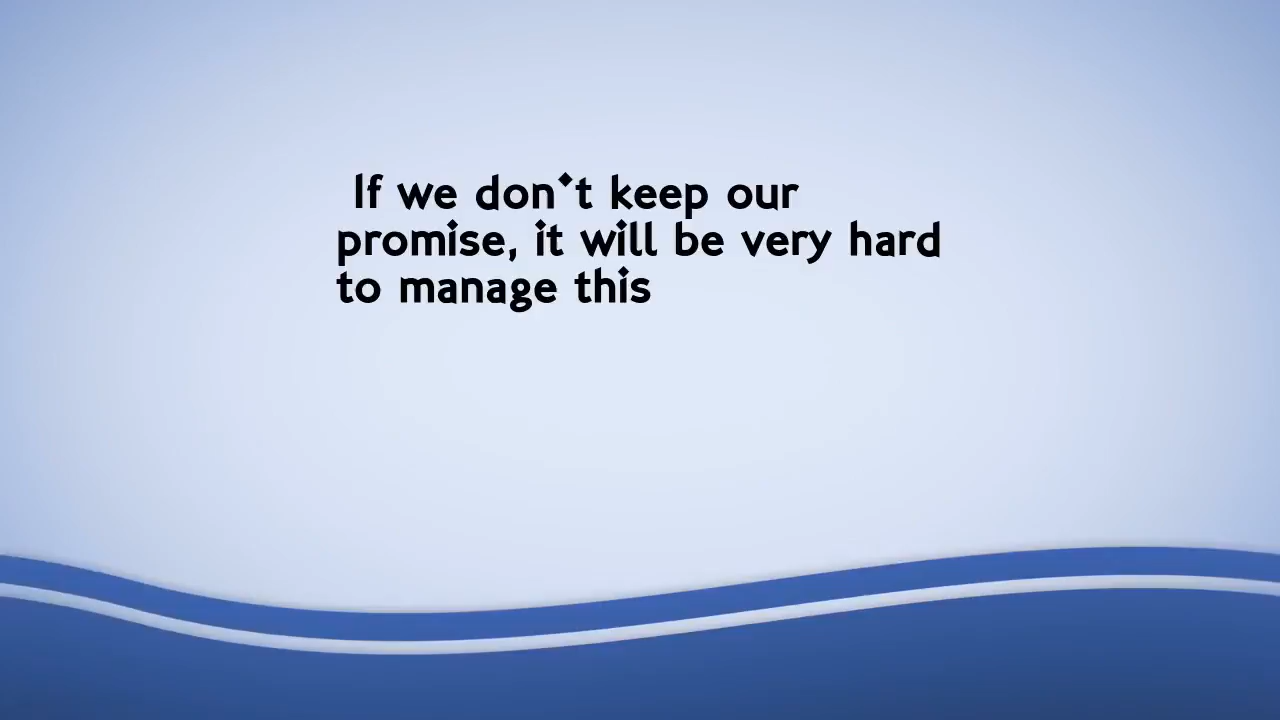 If we don't keep our
promise, it will be very hard
to manage this